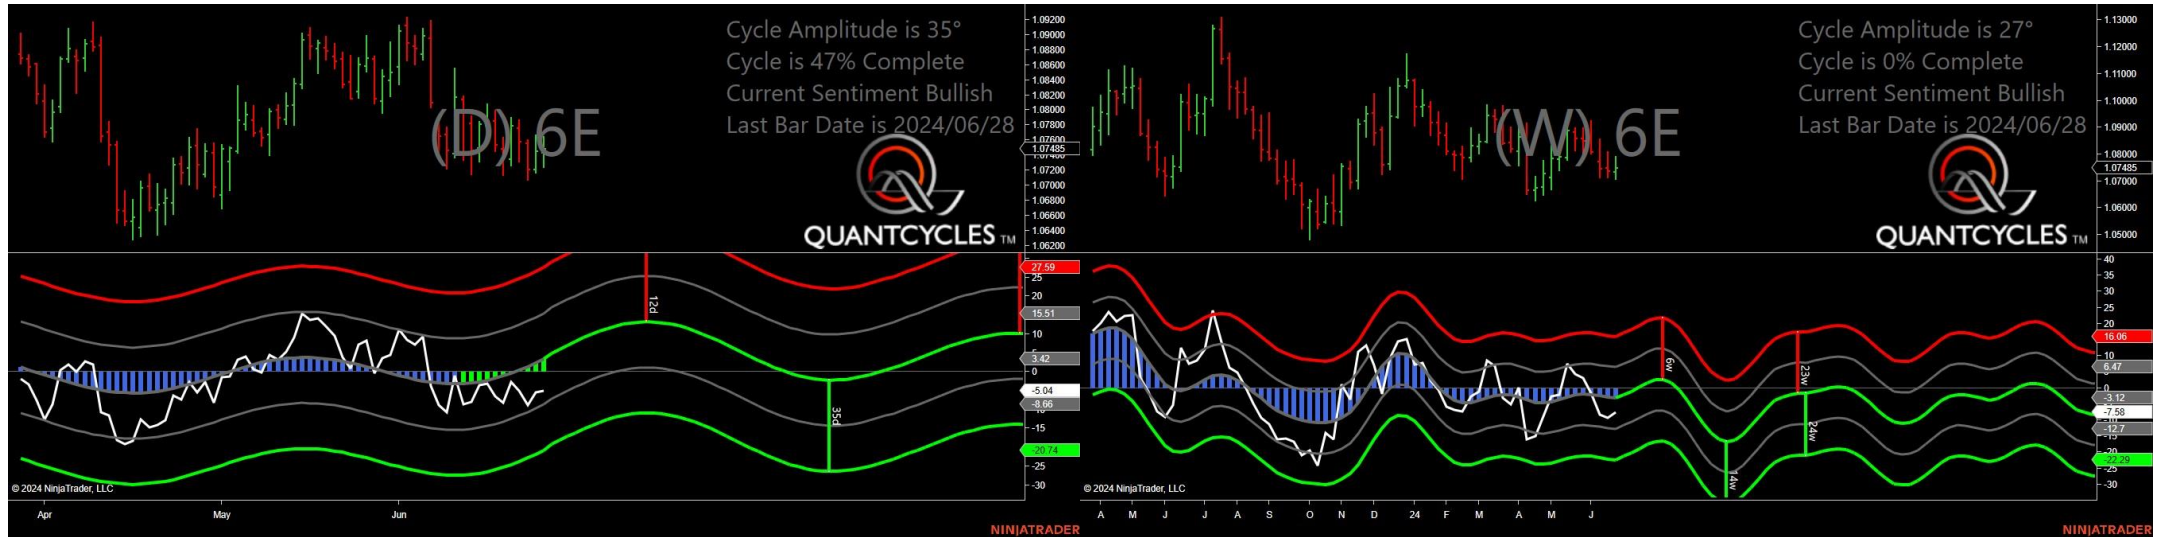 Cycle Amplitude is 35°
Cycle is 47% Complete
Current Sentiment Bullish
Last Bar Date is 2024/06/28
(D) 6E
QUANTCYCLES TM
1.09200
1.09000
1.08800
1.08600
1.08400
1.08200
1.08000
1.07800
1.07600
1.07485
1.07200
1.07000
1.06800
1.06600
1.06400
1.06200
27.59
25
20
15.51
10
3.42
0
-5.04
-8.66
-15
-20.74
-25
-30
12d
35d
© 2024 NinjaTrader, LLC
Apr May Jun
NINJATRADER
Cycle Amplitude is 27°
Cycle is 0% Complete
Current Sentiment Bullish
Last Bar Date is 2024/06/28
(W) 6E
QUANTCYCLES TM
1.13000
1.12000
1.11000
1.10000
1.09000
1.08000
1.07485
1.07000
1.06000
1.05000
40
35
30
25
20
16.06
10
6.47
0
-3.12
-7.58
-12.7
-15
-22.29
-25
-30
6w
23w
24w
14w
© 2024 NinjaTrader, LLC
A M J J A S O N D 24 F M A M J
NINJATRADER